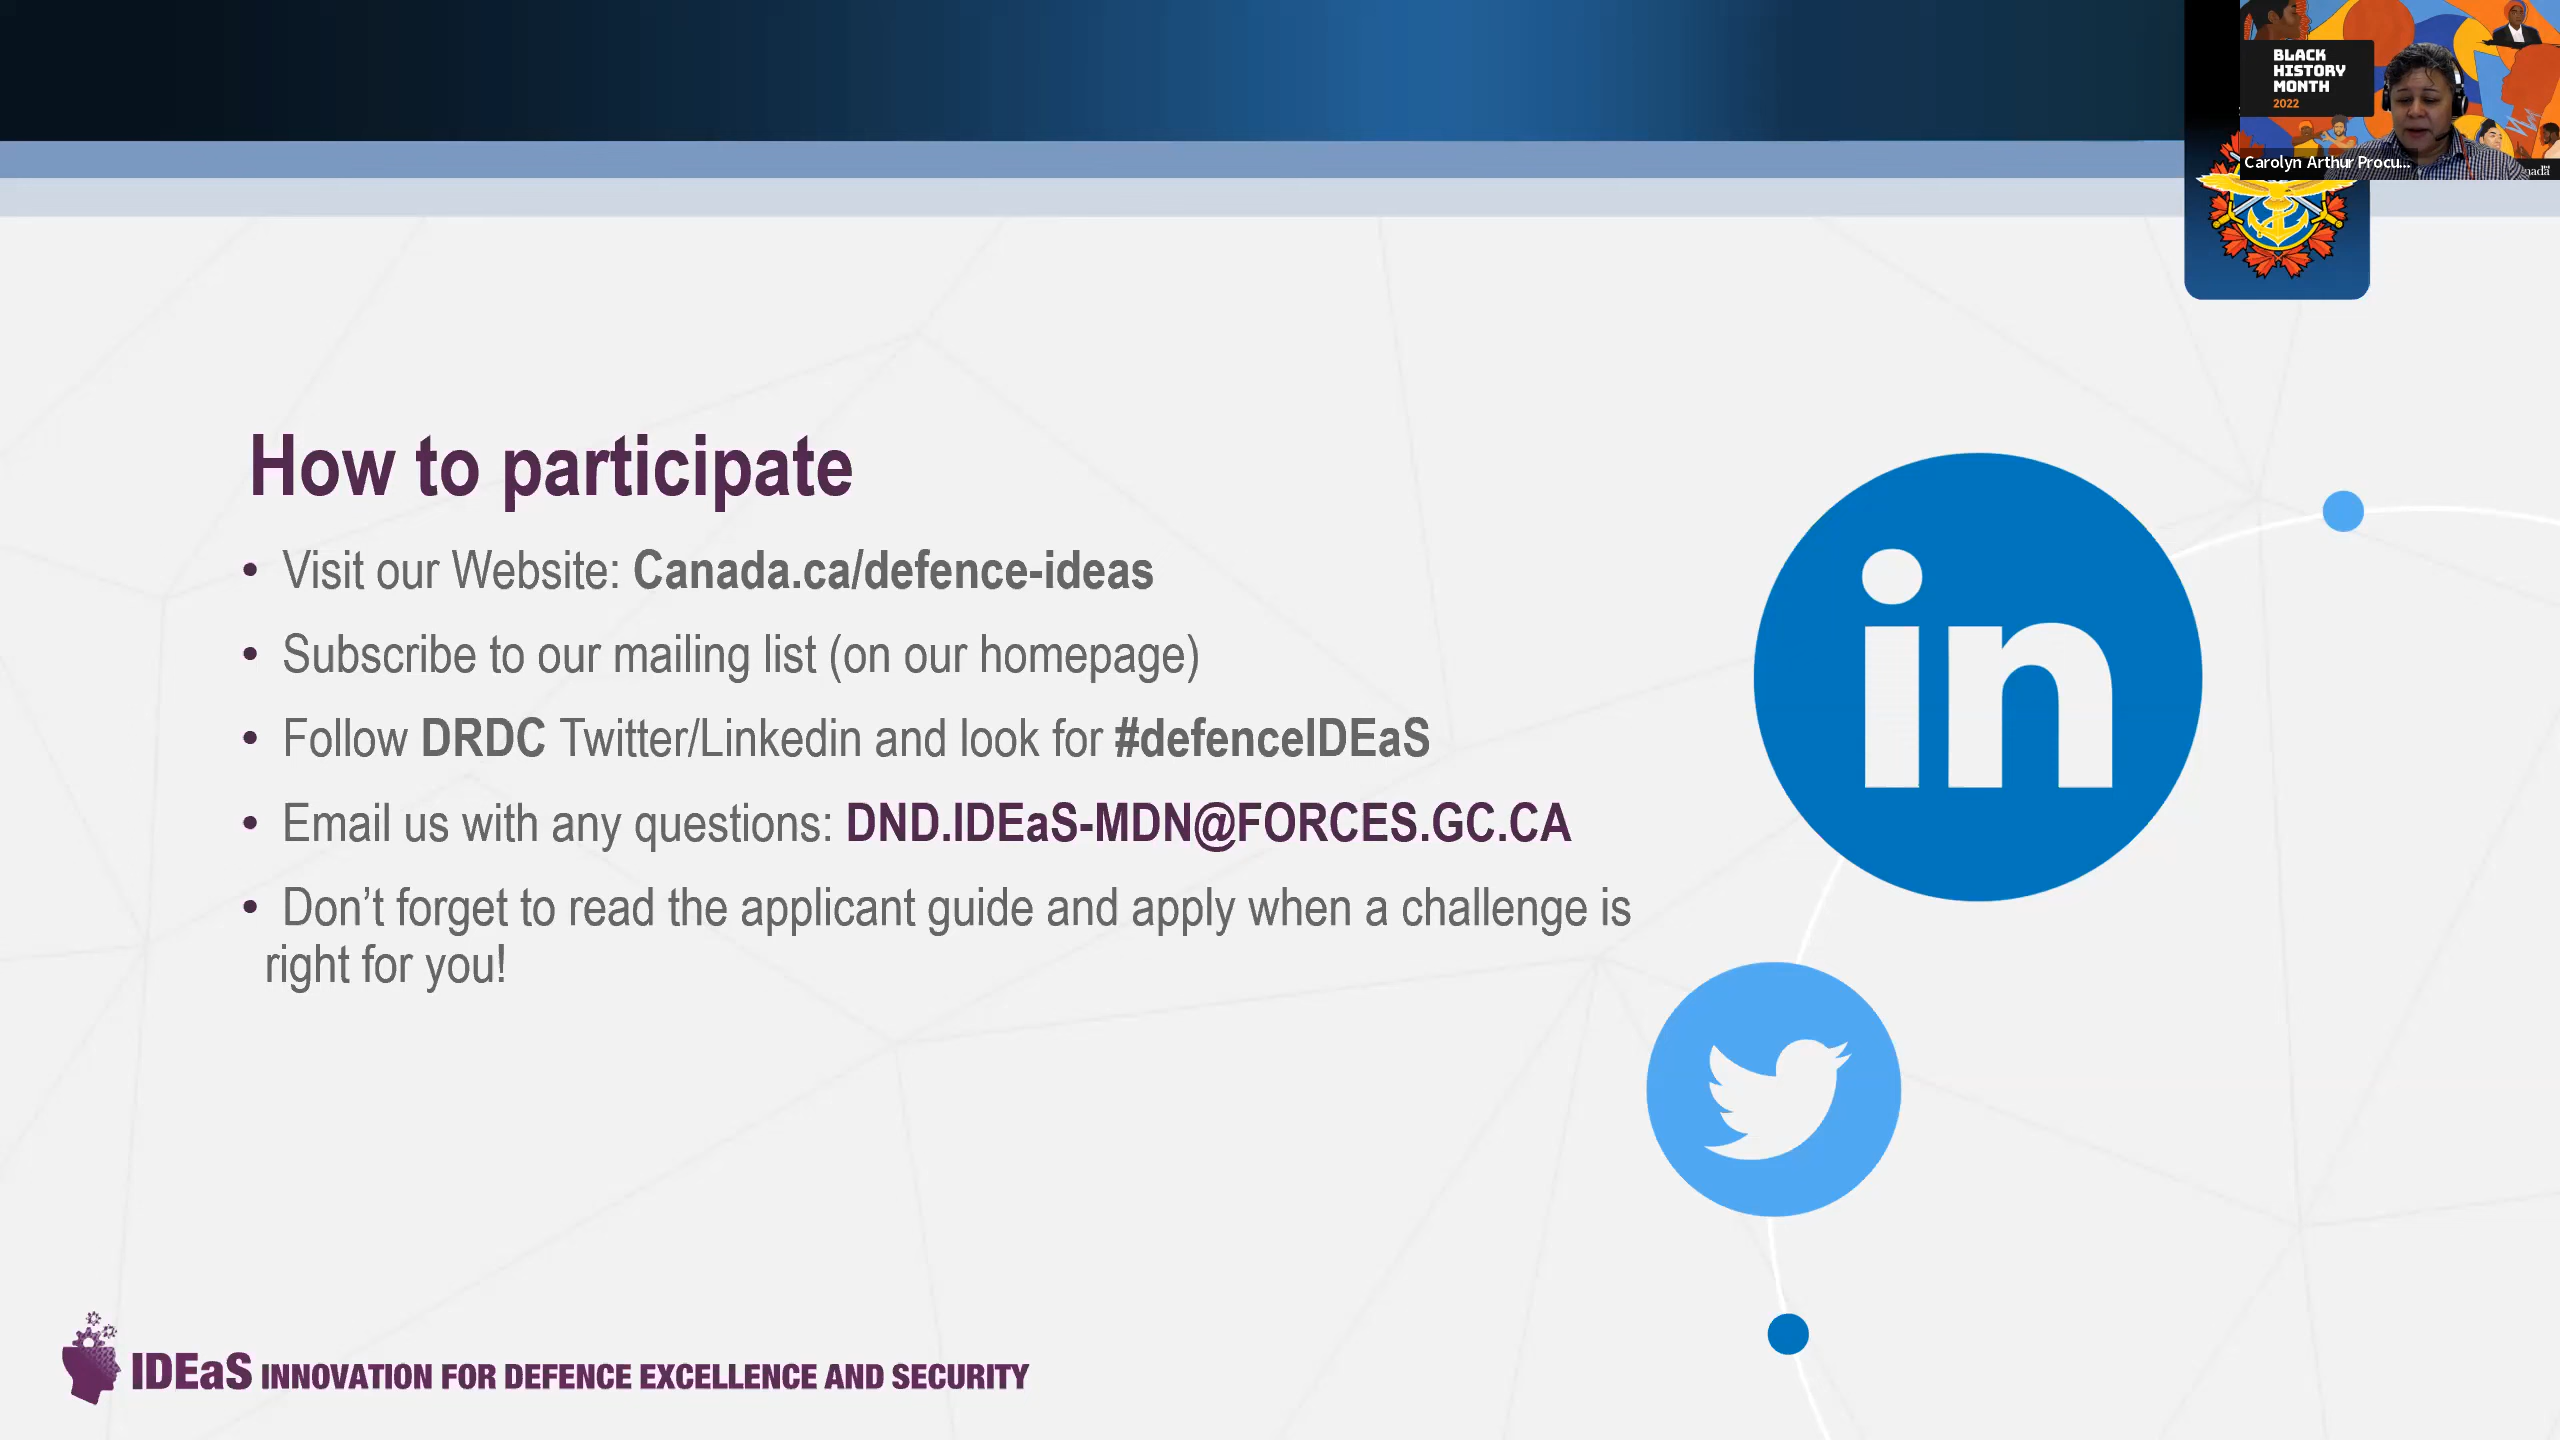 BLACK
HISTORY
MONTH
2022
Carolyn Arthur Procu...
How to participate
• Visit our Website: Canada.ca/defence-ideas
• Subscribe to our mailing list (on our homepage)
• Follow DRDC Twitter/Linkedin and look for #defenceIDEaS
• Email us with any questions: DND.IDEaS-MDN@FORCES.GC.CA
• Don’t forget to read the applicant guide and apply when a challenge is
right for you!
in
IDEaS INNOVATION FOR DEFENCE EXCELLENCE AND SECURITY